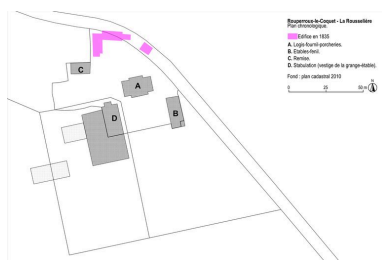 Rouperroux-le-Coquet - La Rousselière
Plan chronologique.
Edifice en 1835
A. Logis-fournil-porcheries.
B. Etables-fenil.
C. Remise.
D. Stabulation (vestige de la grange-étable).
Fond : plan cadastral 2010
N
0 25 50 m
C
A
B
D